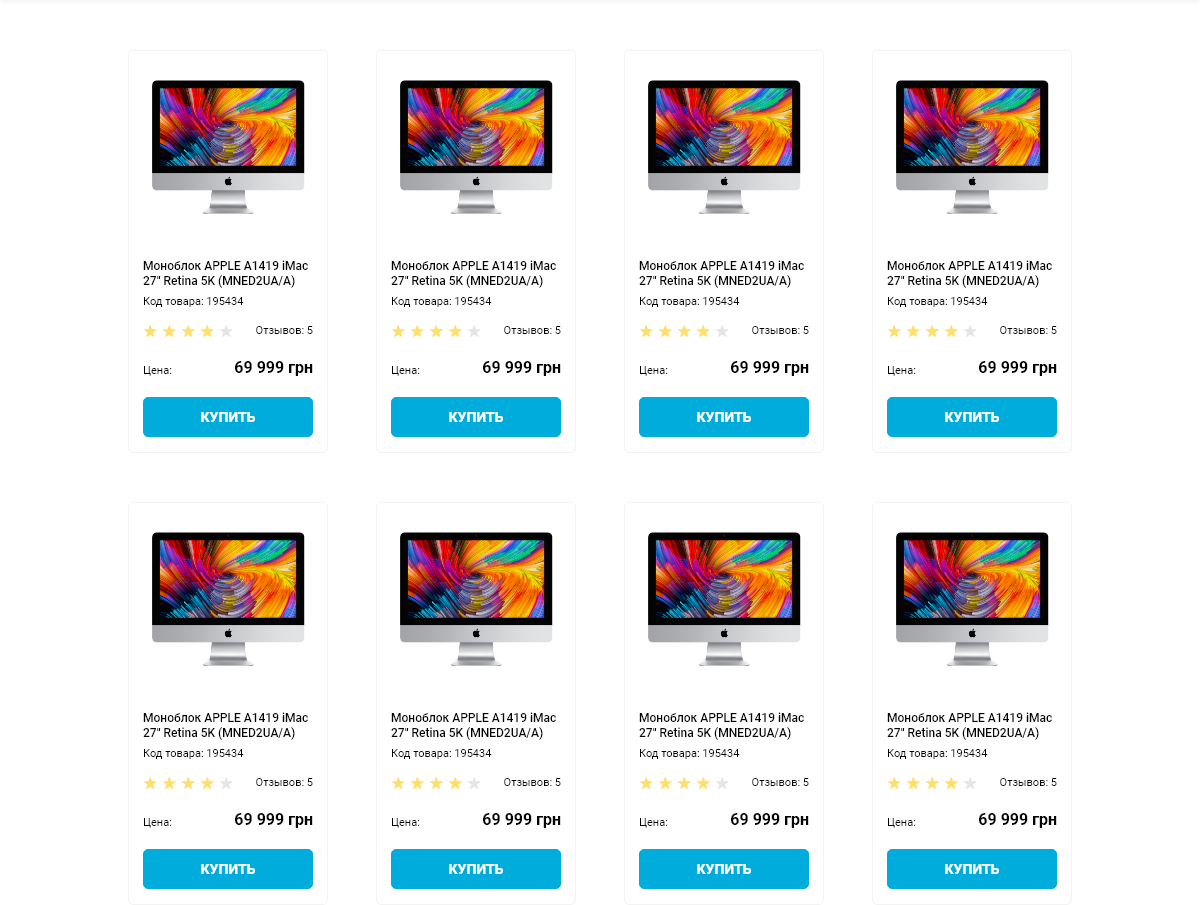 Моноблок APPLE A1419 iMac
27" Retina 5K (MNED2UA/A)
Код товара: 195434
Отзывов: 5
Цена: 69 999 грн
КУПИТЬ
Моноблок APPLE A1419 iMac
27" Retina 5K (MNED2UA/A)
Код товара: 195434
Отзывов: 5
Цена: 69 999 грн
КУПИТЬ
Моноблок APPLE A1419 iMac
27" Retina 5K (MNED2UA/A)
Код товара: 195434
Отзывов: 5
Цена: 69 999 грн
КУПИТЬ
Моноблок APPLE A1419 iMac
27" Retina 5K (MNED2UA/A)
Код товара: 195434
Отзывов: 5
Цена: 69 999 грн
КУПИТЬ
Моноблок APPLE A1419 iMac
27" Retina 5K (MNED2UA/A)
Код товара: 195434
Отзывов: 5
Цена: 69 999 грн
КУПИТЬ
Моноблок APPLE A1419 iMac
27" Retina 5K (MNED2UA/A)
Код товара: 195434
Отзывов: 5
Цена: 69 999 грн
КУПИТЬ
Моноблок APPLE A1419 iMac
27" Retina 5K (MNED2UA/A)
Код товара: 195434
Отзывов: 5
Цена: 69 999 грн
КУПИТЬ
Моноблок APPLE A1419 iMac
27" Retina 5K (MNED2UA/A)
Код товара: 195434
Отзывов: 5
Цена: 69 999 грн
КУПИТЬ